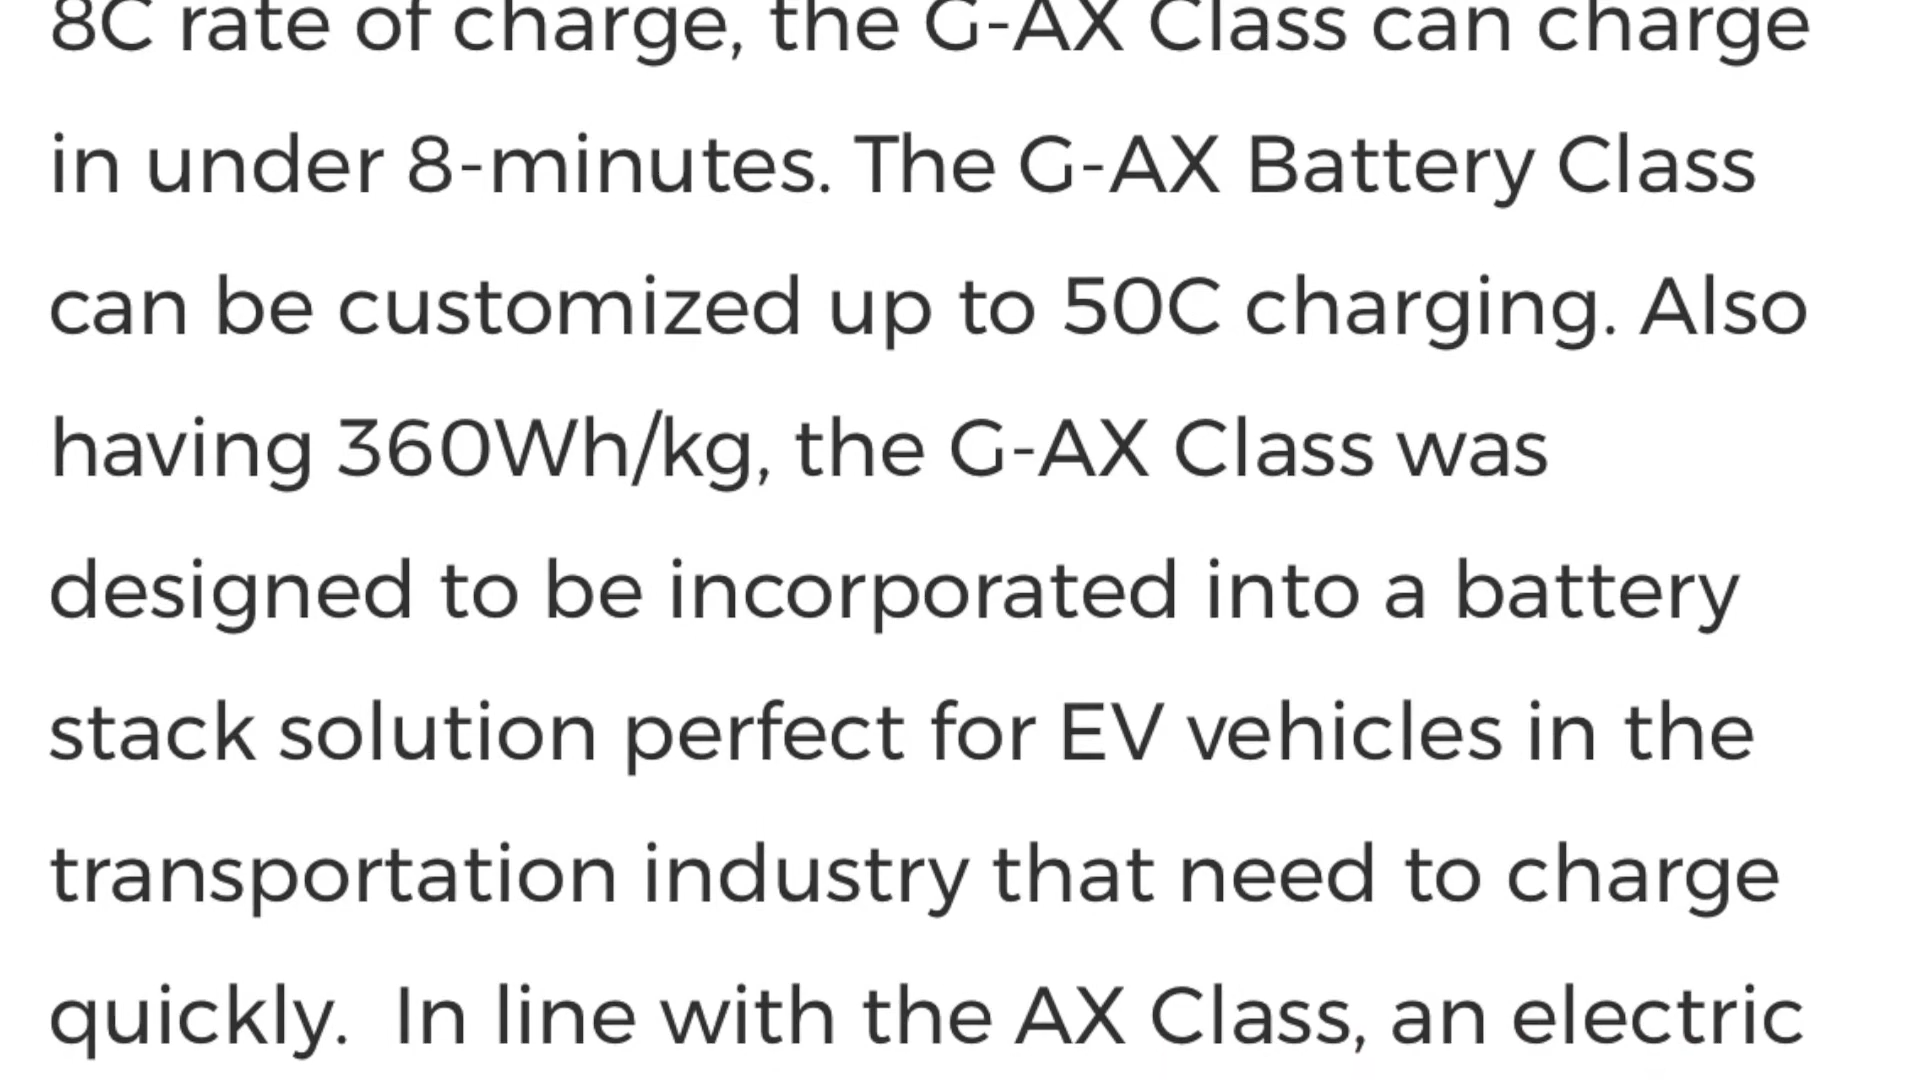 8C rate of charge, the G-AX Class can charge
in under 8-minutes. The G-AX Battery Class
can be customized up to 50C charging. Also
having 360Wh/kg, the G-AX Class was
designed to be incorporated into a battery
stack solution perfect for EV vehicles in the
transportation industry that need to charge
quickly.  In line with the AX Class, an electric